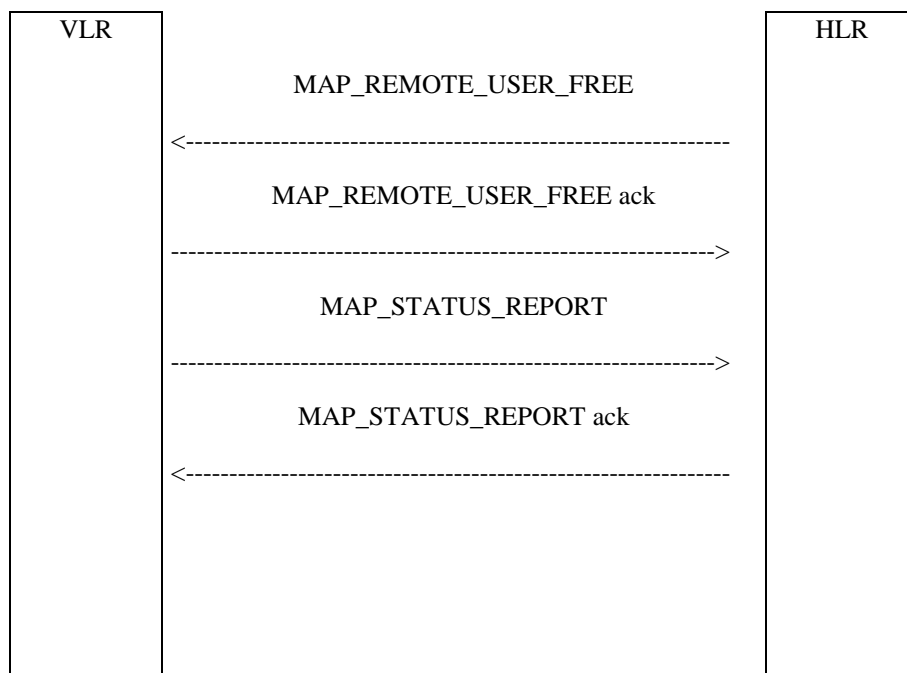 VLR
HLR
MAP_REMOTE_USER_FREE
<---------------------------------------------------------------
MAP_REMOTE_USER_FREE ack
--------------------------------------------------------------->
MAP_STATUS_REPORT
--------------------------------------------------------------->
MAP_STATUS_REPORT ack
<---------------------------------------------------------------